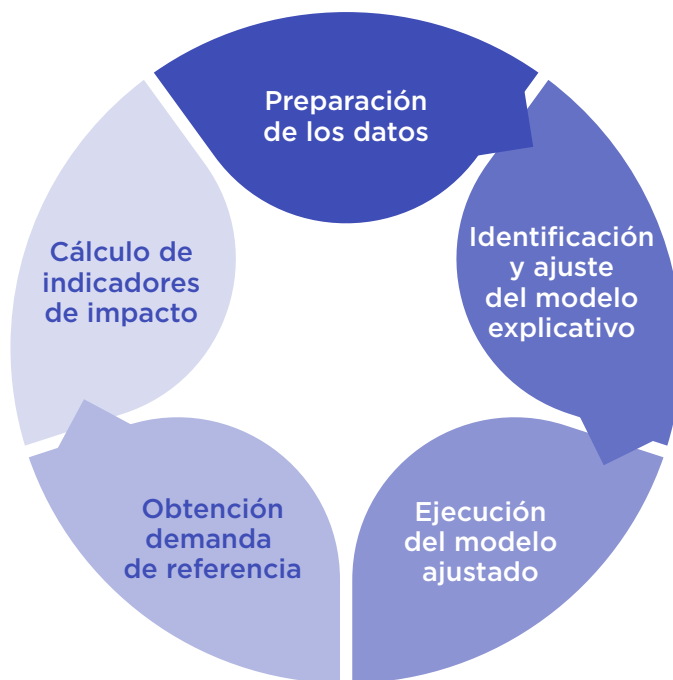 Preparación
de los datos
Identificación
y ajuste
del modelo
explicativo
Ejecución
del modelo
ajustado
Obtención
demanda
de referencia
Cálculo de
indicadores
de impacto